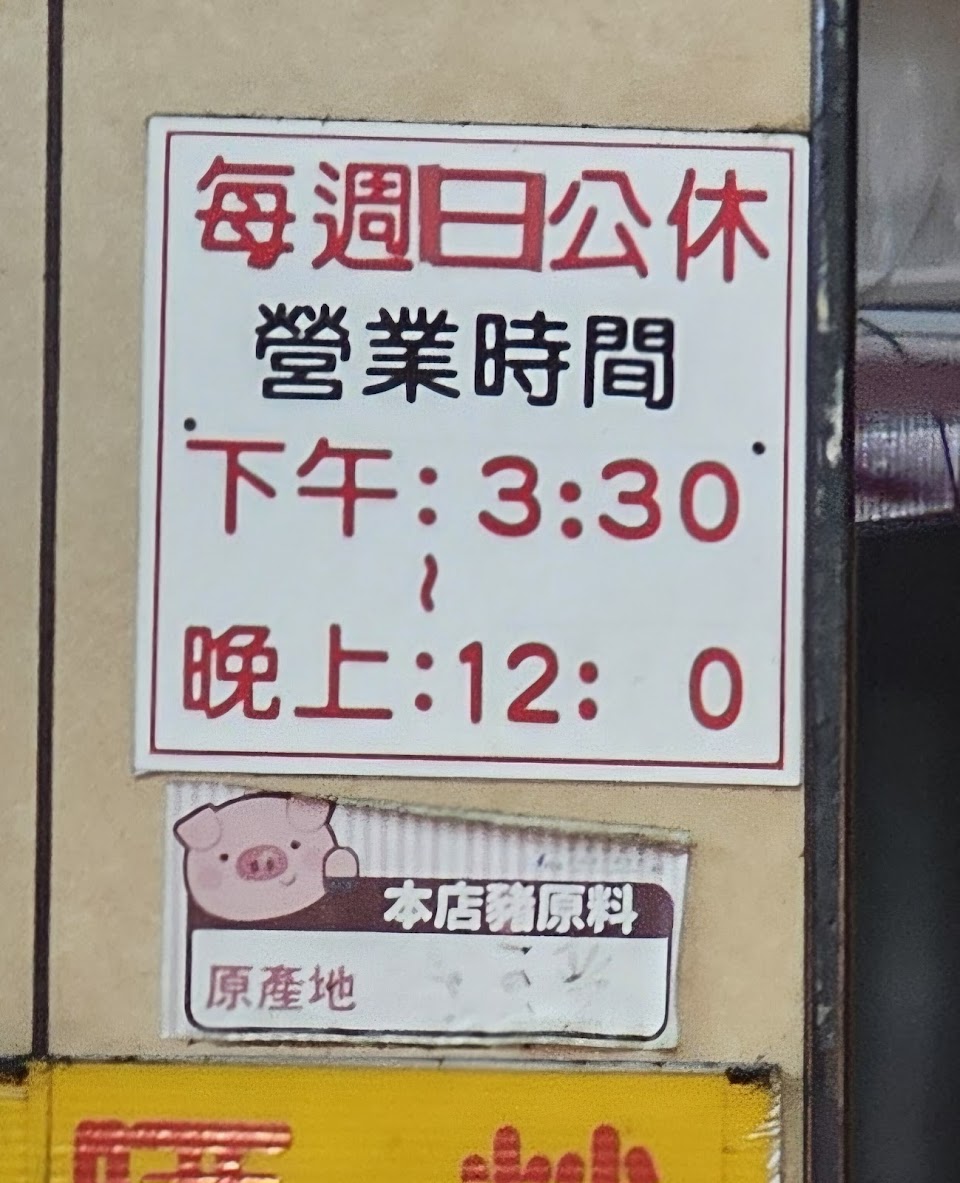 每週日公休
營業時間
下午：3:30
~
晚上：12: 0
本店豬原料
原產地